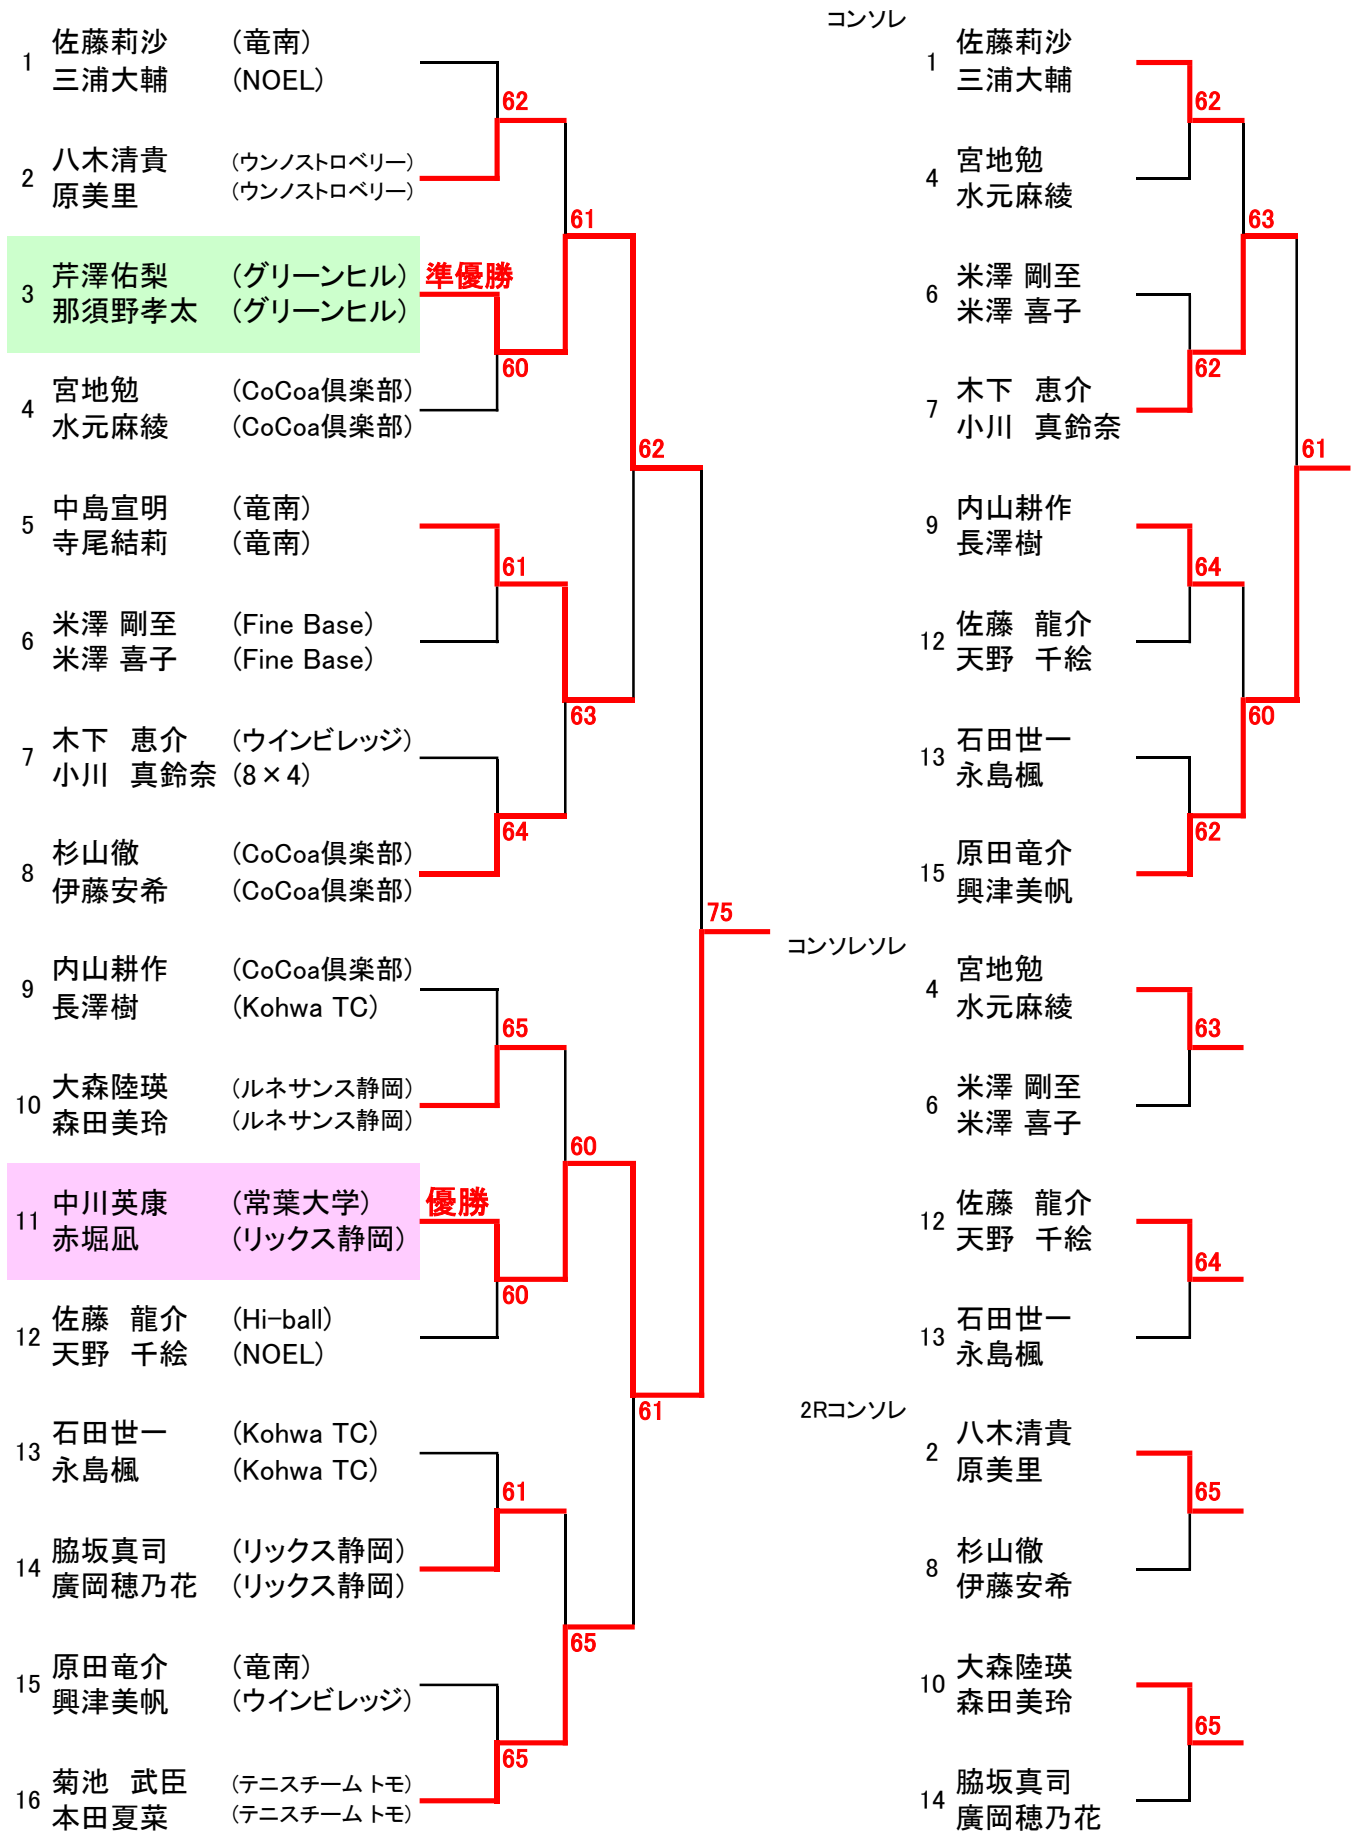 1
佐藤莉沙 (竜南)
三浦大輔 (NOEL)
62
2
八木清貴 (ウンノストロベリー)
原美里 (ウンノストロベリー)
61
3
芹澤佑梨 (グリーンヒル) 準優勝
那須野孝太 (グリーンヒル)
60
4
宮地勉 (CoCoa倶楽部)
水元麻綾 (CoCoa倶楽部)
62
5
中島宣明 (竜南)
寺尾結莉 (竜南)
61
6
米澤 剛至 (Fine Base)
米澤 喜子 (Fine Base)
63
7
木下 恵介 (ウインビレッジ)
小川 真鈴奈 (8×4)
64
8
杉山徹 (CoCoa倶楽部)
伊藤安希 (CoCoa倶楽部)
75
9
内山耕作 (CoCoa倶楽部)
長澤樹 (Kohwa TC)
65
10
大森陸瑛 (ルネサンス静岡)
森田美玲 (ルネサンス静岡)
60
11
中川英康 (常葉大学) 優勝
赤堀凪 (リックス静岡)
60
12
佐藤 龍介 (Hi-ball)
天野 千絵 (NOEL)
61
13
石田世一 (Kohwa TC)
永島楓 (Kohwa TC)
61
14
脇坂真司 (リックス静岡)
廣岡穂乃花 (リックス静岡)
65
15
原田竜介 (竜南)
興津美帆 (ウインビレッジ)
65
16
菊池 武臣 (テニスチーム トモ)
本田夏菜 (テニスチーム トモ)
コンソレ
1
佐藤莉沙
三浦大輔
62
4
宮地勉
水元麻綾
63
6
米澤 剛至
米澤 喜子
62
7
木下 恵介
小川 真鈴奈
61
9
内山耕作
長澤樹
64
12
佐藤 龍介
天野 千絵
60
13
石田世一
永島楓
62
15
原田竜介
興津美帆
コンソレソレ
4
宮地勉
水元麻綾
63
6
米澤 剛至
米澤 喜子
12
佐藤 龍介
天野 千絵
64
13
石田世一
永島楓
2Rコンソレ
2
八木清貴
原美里
65
8
杉山徹
伊藤安希
10
大森陸瑛
森田美玲
65
14
脇坂真司
廣岡穂乃花